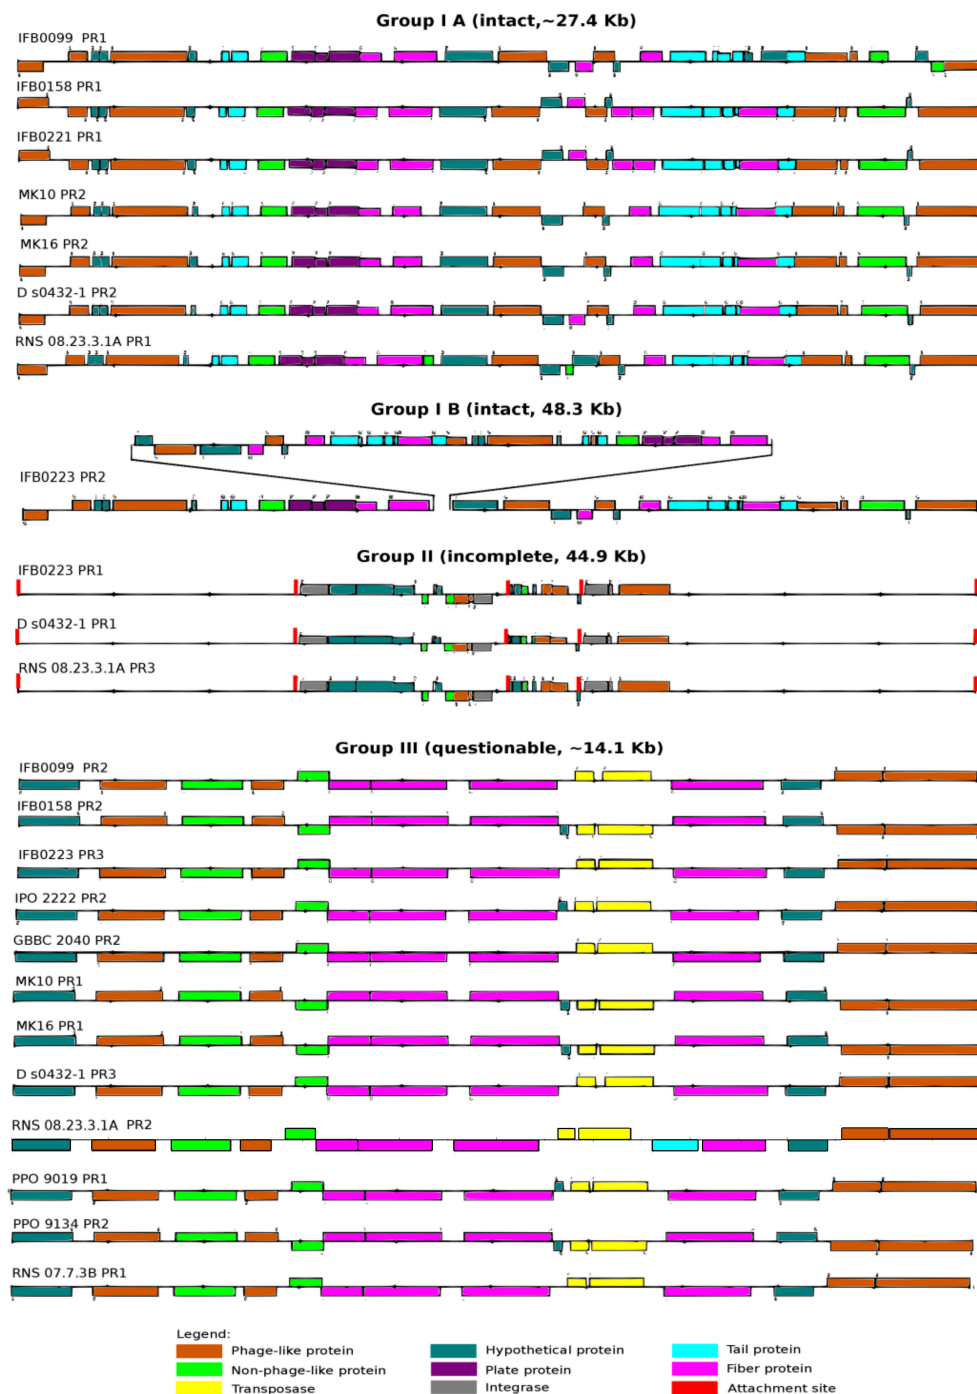 Group I A (intact,~27.4 Kb)
IFB0099 PR1
IFB0158 PR1
IFB0221 PR1
MK10 PR2
MK16 PR2
D s0432-1 PR2
RNS 08.23.3.1A PR1
Group I B (intact, 48.3 Kb)
IFB0223 PR2
Group II (incomplete, 44.9 Kb)
IFB0223 PR1
D s0432-1 PR1
RNS 08.23.3.1A PR3
Group III (questionable, ~14.1 Kb)
IFB0099 PR2
IFB0158 PR2
IFB0223 PR3
IPO 2222 PR2
GBBC 2040 PR2
MK10 PR1
MK16 PR1
D s0432-1 PR3
RNS 08.23.3.1A PR2
PPO 9019 PR1
PPO 9134 PR2
RNS 07.7.3B PR1
Legend:
Phage-like protein
Hypothetical protein
Tail protein
Non-phage-like protein
Plate protein
Fiber protein
Transposase
Integrase
Attachment site